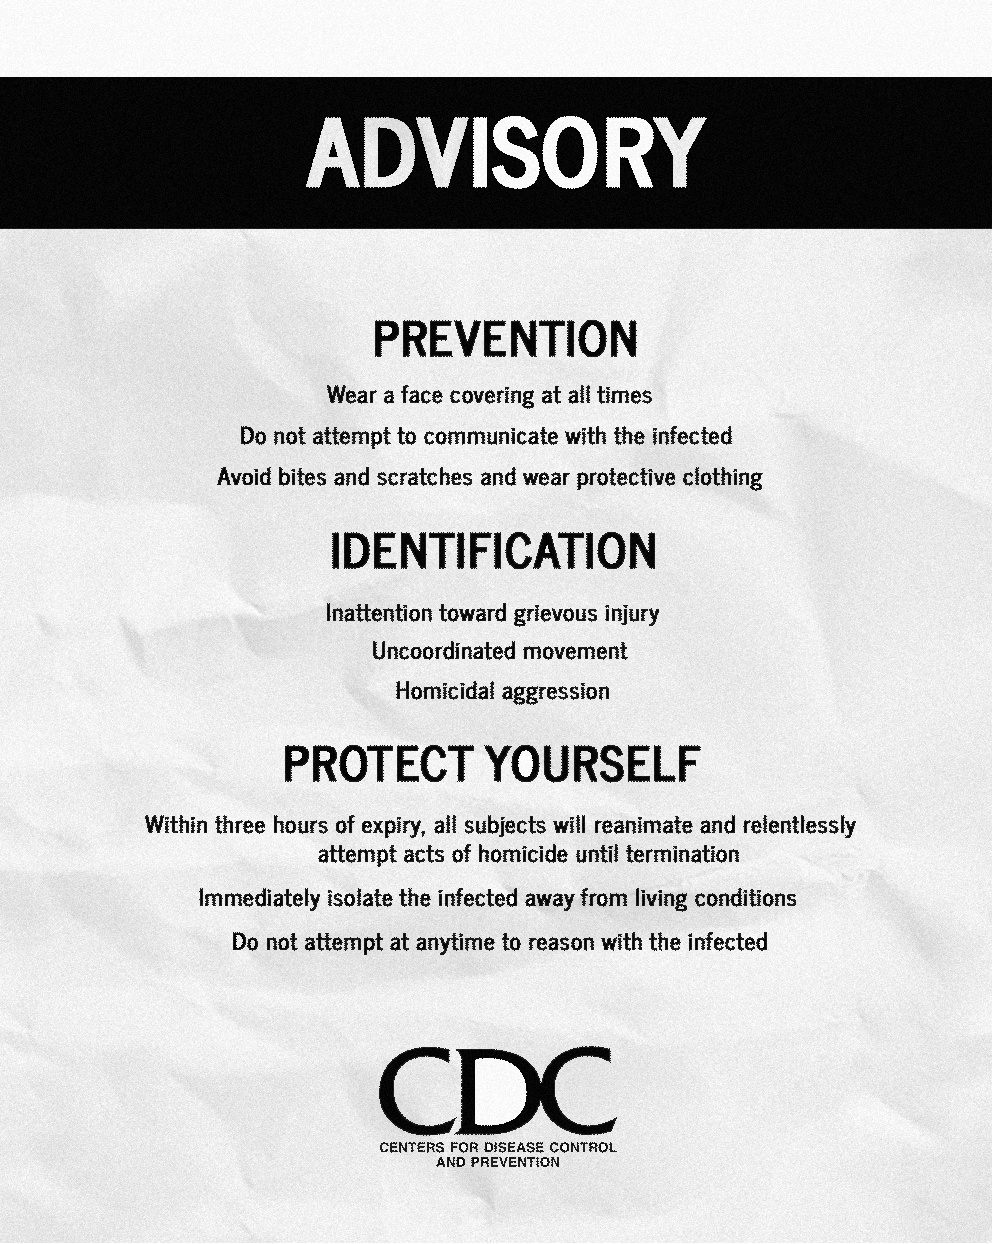 ADVISORY
PREVENTION
Wear a face covering at all times
Do not attempt to communicate with the infected
Avoid bites and scratches and wear protective clothing
IDENTIFICATION
Inattention toward grievous injury
Uncoordinated movement
Homicidal aggression
PROTECT YOURSELF
Within three hours of expiry, all subjects will reanimate and relentlessly
attempt acts of homicide until termination
Immediately isolate the infected away from living conditions
Do not attempt at anytime to reason with the infected
CDC
CENTERS FOR DISEASE CONTROL
AND PREVENTION